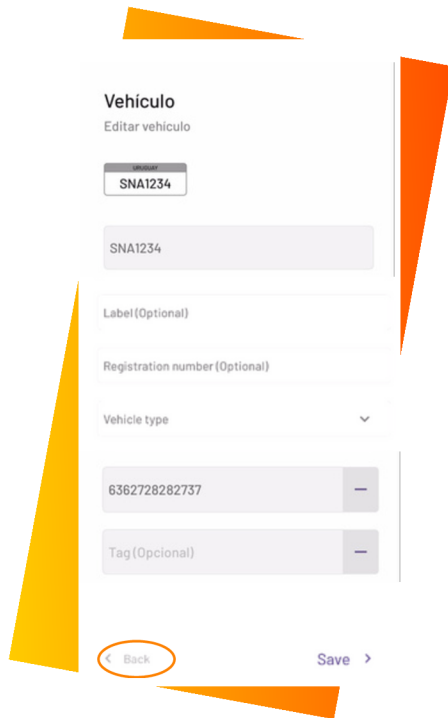 Vehículo
Editar vehículo
URUGUAY
SNA1234
SNA1234
Label (Optional)
Registration number (Optional)
Vehicle type
6362728282737
Tag (Opcional)
Back
Save